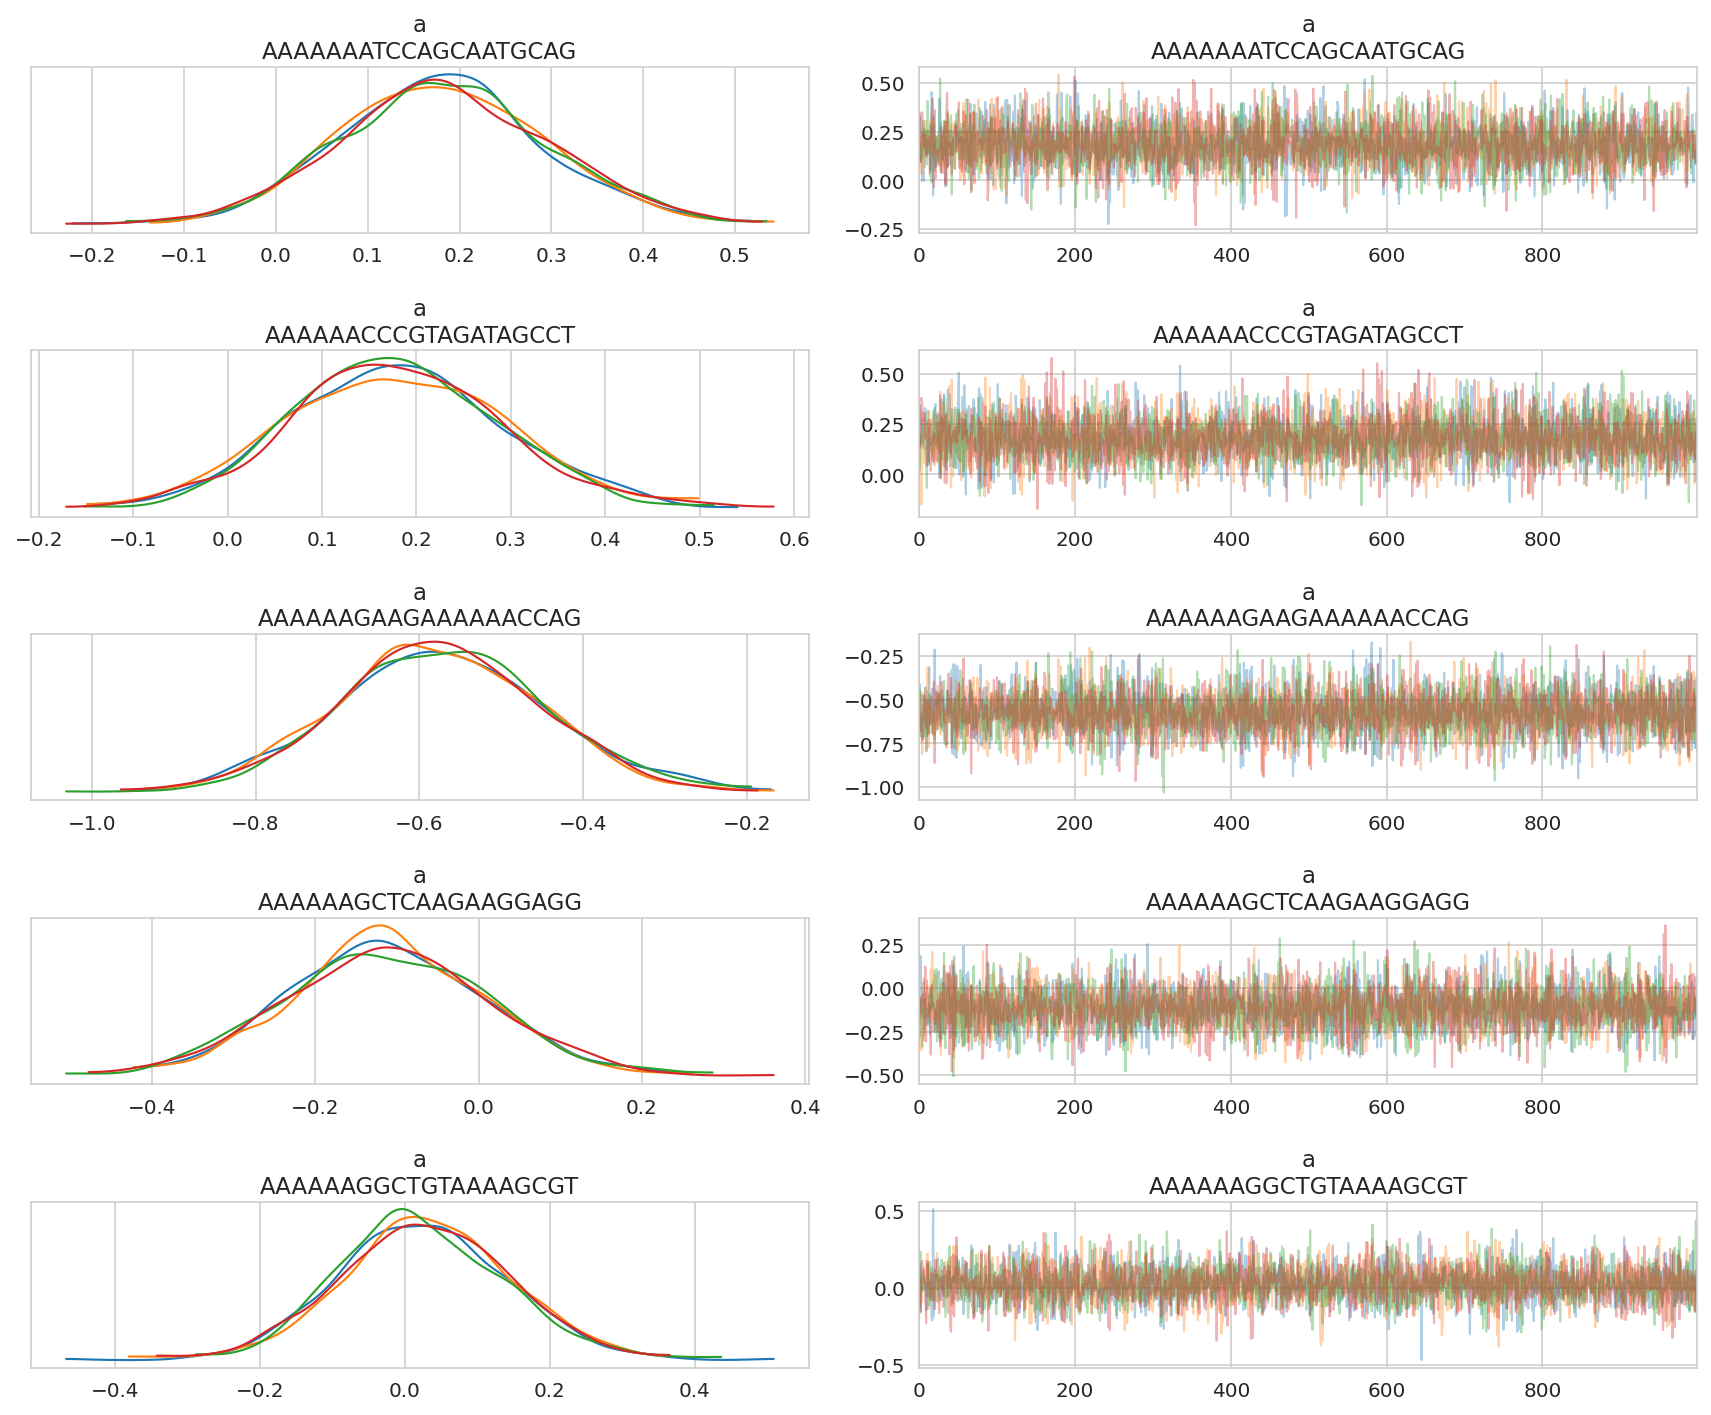 a
AAAAAAATCCAGCAATGCAG
−0.2 −0.1 0.0 0.1 0.2 0.3 0.4 0.5
a
AAAAAAATCCAGCAATGCAG
0.50
0.25
0.00
−0.25
0 200 400 600 800
a
AAAAAACCCGTAGATAGCCT
−0.2 −0.1 0.0 0.1 0.2 0.3 0.4 0.5 0.6
a
AAAAAACCCGTAGATAGCCT
0.50
0.25
0.00
0 200 400 600 800
a
AAAAAAGAAGAAAAAACCAG
−1.0 −0.8 −0.6 −0.4 −0.2
a
AAAAAAGAAGAAAAAACCAG
−0.25
−0.50
−0.75
−1.00
0 200 400 600 800
a
AAAAAAGCTCAAGAAGGAGG
−0.4 −0.2 0.0 0.2 0.4
a
AAAAAAGCTCAAGAAGGAGG
0.25
0.00
−0.25
−0.50
0 200 400 600 800
a
AAAAAAGGCTGTAAAAGCGT
−0.4 −0.2 0.0 0.2 0.4
a
AAAAAAGGCTGTAAAAGCGT
0.5
0.0
−0.5
0 200 400 600 800